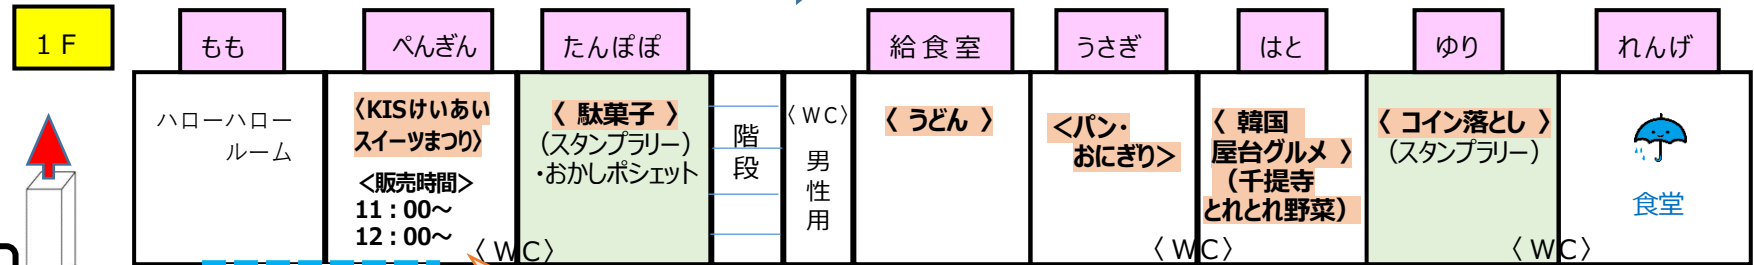 1F
もも
ぺんぎん
たんぽぽ
給食室
うさぎ
はと
ゆり
れんげ
ハローハロー
ルーム
〈KISけいあい
スイーツまつり〉
<販売時間>
11：00～
12：00～
〈 駄菓子 〉
（スタンプラリー）
・おかしポシェット
〈WC〉
階
段
〈WC〉
男
性
用
〈 うどん 〉
<パン・
おにぎり>
〈 韓国
屋台グルメ 〉
（千提寺
とれとれ野菜）
〈WC〉
〈 コイン落とし 〉
（スタンプラリー）
〈WC〉
食堂